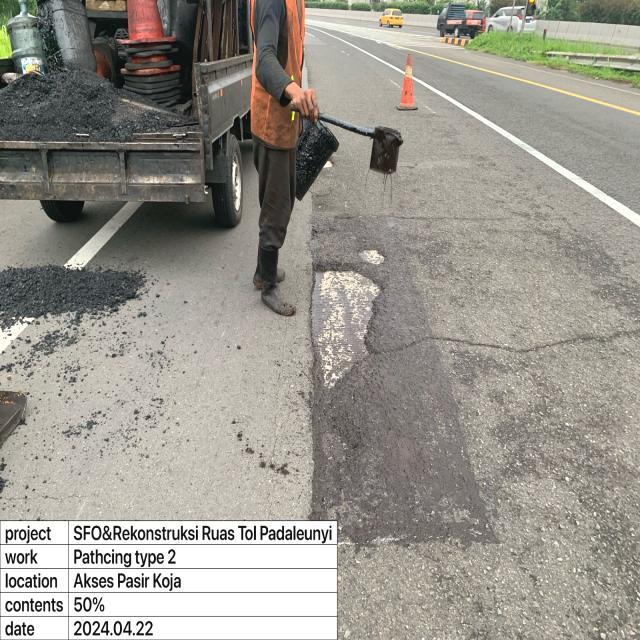 project SFO&Rekonstruksi Ruas Tol Padaleunyi
work Pathcing type 2
location Akses Pasir Koja
contents 50%
date 2024.04.22